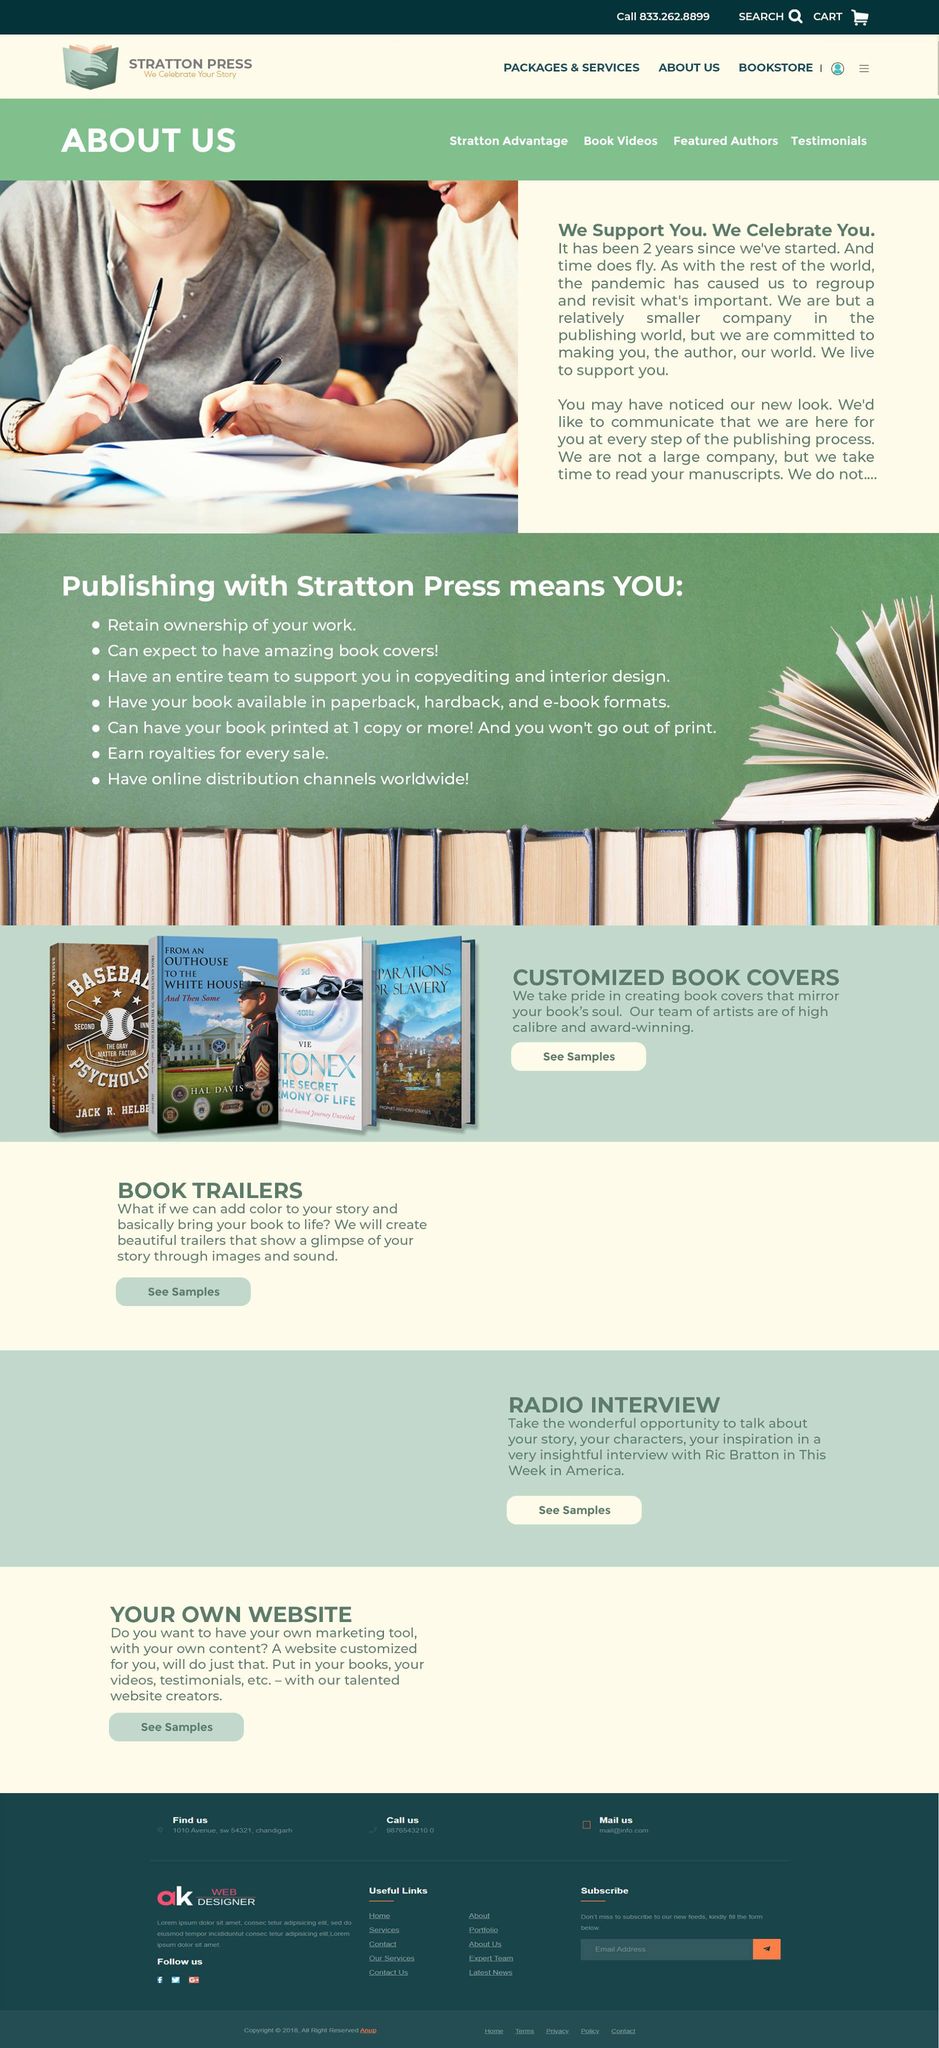 Call 833.262.8899 SEARCH CART
STRATTON PRESS
We Celebrate Your Story
PACKAGES & SERVICES ABOUT US BOOKSTORE |
ABOUT US
Stratton Advantage Book Videos Featured Authors Testimonials
We Support You. We Celebrate You.
It has been 2 years since we've started. And
time does fly. As with the rest of the world,
the pandemic has caused us to regroup
and revisit what's important. We are but a
relatively smaller company in the
publishing world, but we are committed to
making you, the author, our world. We live
to support you.
You may have noticed our new look. We'd
like to communicate that we are here for
you at every step of the publishing process.
We are not a large company, but we take
time to read your manuscripts. We do not....
Publishing with Stratton Press means YOU:
Retain ownership of your work.
Can expect to have amazing book covers!
Have an entire team to support you in copyediting and interior design.
Have your book available in paperback, hardback, and e-book formats.
Can have your book printed at 1 copy or more! And you won't go out of print.
Earn royalties for every sale.
Have online distribution channels worldwide!
BASEBAL
SECOND INN
THE GRAY
MATTER FACTOR
PSYCHOLO
JACK R. HELBE
FROM AN
OUTHOUSE
TO THE
WHITE HOUSE
And Then Some
HAL DAVIS
VIE
TONEX
THE SECRET
MONY OF LIFE
l and Sacred Journey Unveiled
PARATIONS
OR SLAVERY
CUSTOMIZED BOOK COVERS
We take pride in creating book covers that mirror
your book's soul. Our team of artists are of high
calibre and award-winning.
See Samples
BOOK TRAILERS
What if we can add color to your story and
basically bring your book to life? We will create
beautiful trailers that show a glimpse of your
story through images and sound.
See Samples
RADIO INTERVIEW
Take the wonderful opportunity to talk about
your story, your characters, your inspiration in a
very insightful interview with Ric Bratton in This
Week in America.
See Samples
YOUR OWN WEBSITE
Do you want to have your own marketing tool,
with your own content? A website customized
for you, will do just that. Put in your books, your
videos, testimonials, etc. – with our talented
website creators.
See Samples
Find us
1010 Avenue, sw 54321, chandigarh
Call us
9876543210 0
Mail us
mail@info.com
ak WEB
DESIGNER
Lorem ipsum dolor sit amet, consec tetur adipisicing elit, sed do
eiusmod tempor incididuntut consec tetur adipisicing elit,Lorem
ipsum dolor sit amet.
Follow us
Useful Links
Home About
Services Portfolio
Contact About Us
Our Services Expert Team
Contact Us Latest News
Subscribe
Don't miss to subscribe to our new feeds, kindly fill the form
below.
Email Address
Copyright © 2018, All Right Reserved Anup
Home Terms Privacy Policy Contact